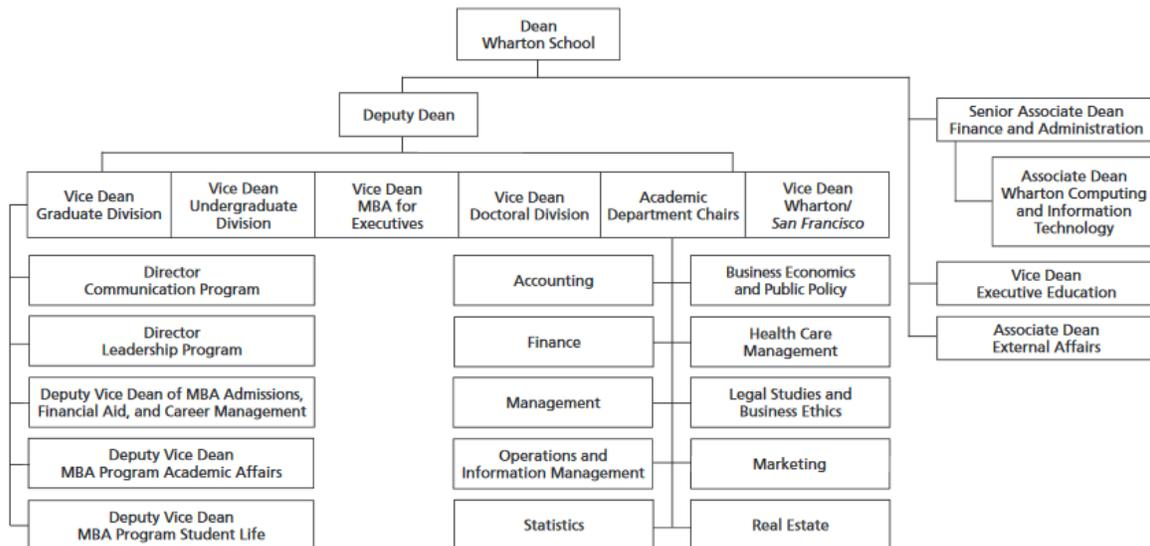 Dean
Wharton School
Deputy Dean
Senior Associate Dean
Finance and Administration
Associate Dean
Wharton Computing
and Information
Technology
Vice Dean
Executive Education
Associate Dean
External Affairs
Vice Dean
Graduate Division
Vice Dean
Undergraduate
Division
Vice Dean
MBA for
Executives
Vice Dean
Doctoral Division
Academic
Department Chairs
Vice Dean
Wharton/
San Francisco
Director
Communication Program
Director
Leadership Program
Deputy Vice Dean of MBA Admissions,
Financial Aid, and Career Management
Deputy Vice Dean
MBA Program Academic Affairs
Deputy Vice Dean
MBA Program Student Life
Accounting
Business Economics
and Public Policy
Finance
Health Care
Management
Management
Legal Studies and
Business Ethics
Operations and
Information Management
Marketing
Statistics
Real Estate